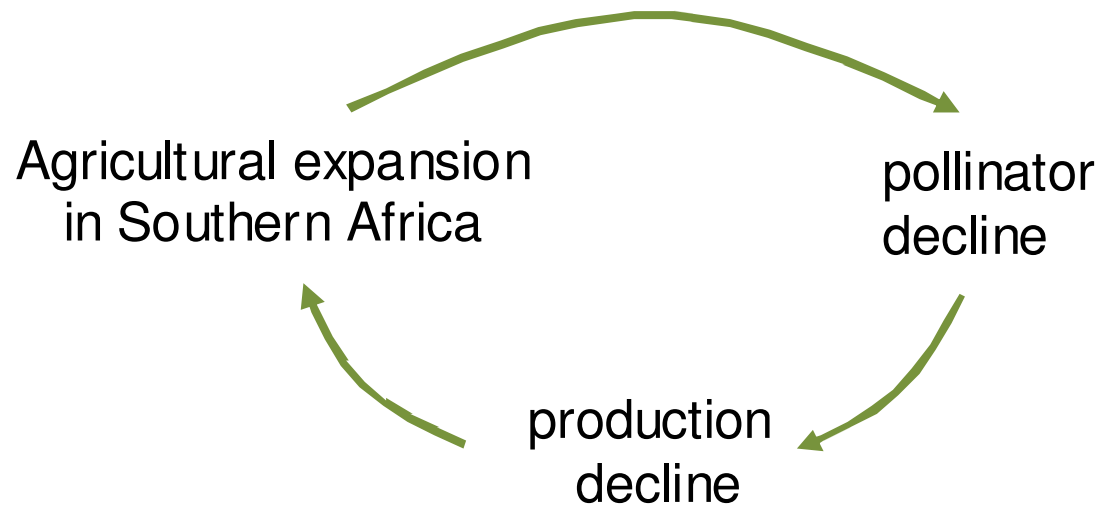 Agricultural expansion
in Southern Africa
pollinator
decline
production
decline